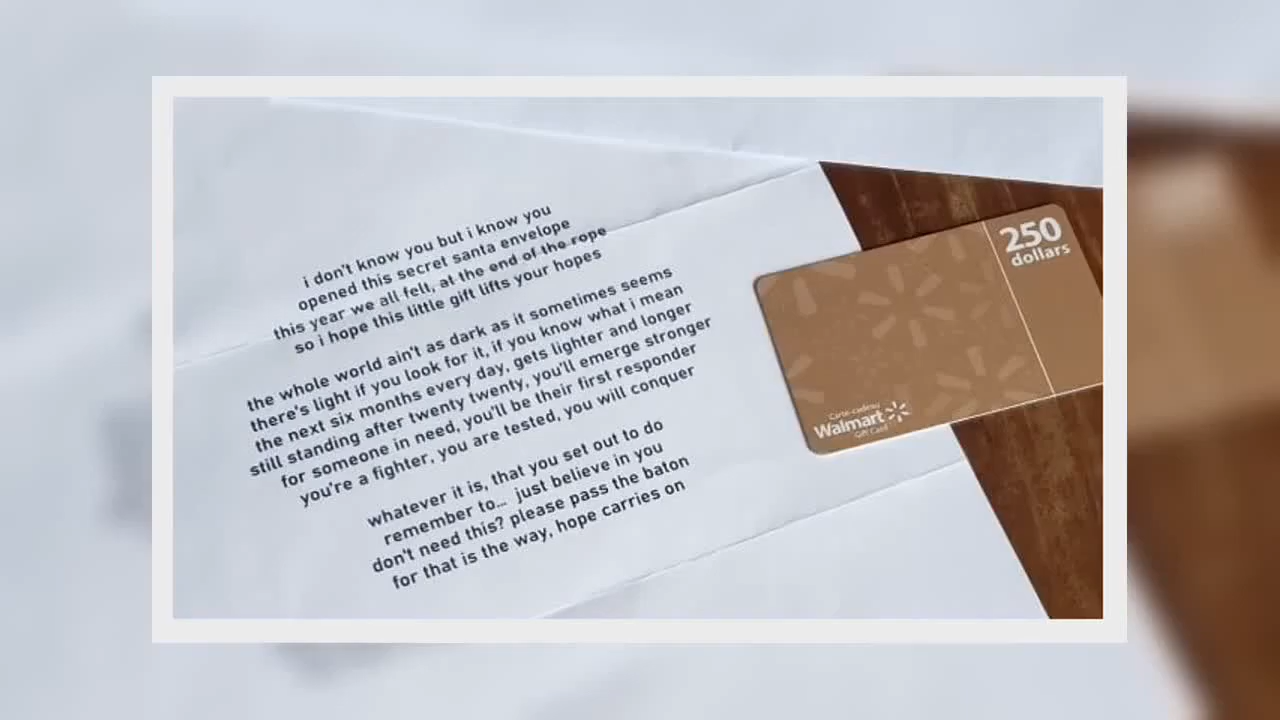 i don't know you but i know you
opened this secret santa envelope
this year we all felt, at the end of the rope
so i hope this little gift lifts your hopes
the whole world ain't as dark as it sometimes seems
there's light if you look for it, if you know what i mean
the next six months every day, gets lighter and longer
still standing after twenty twenty, you'll emerge stronger
for someone in need, you'll be their first responder
you're a fighter, you are tested, you will conquer
whatever it is, that you set out to do
remember to... just believe in you
don't need this? please pass the baton
for that is the way, hope carries on
250
dollars
Carte-cadeau
Walmart
Gift Card